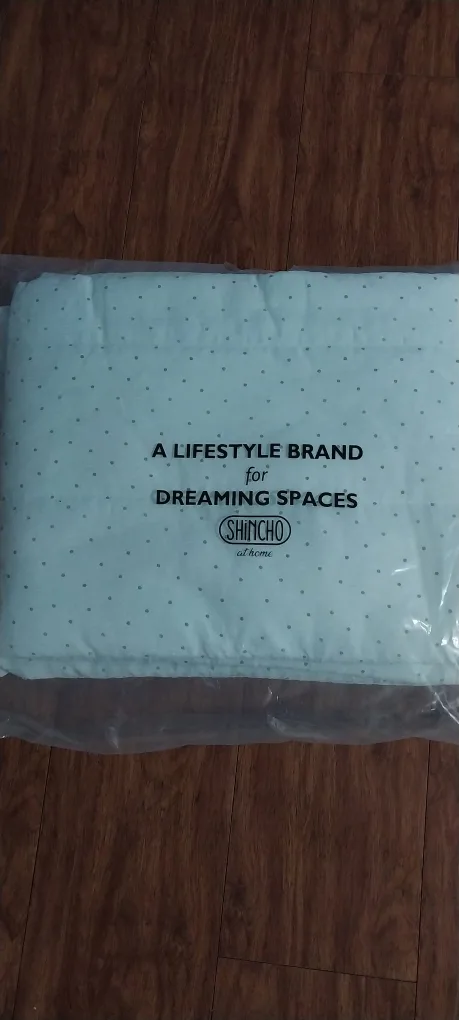 A LIFESTYLE BRAND
for
DREAMING SPACES
SHINCHO
at home